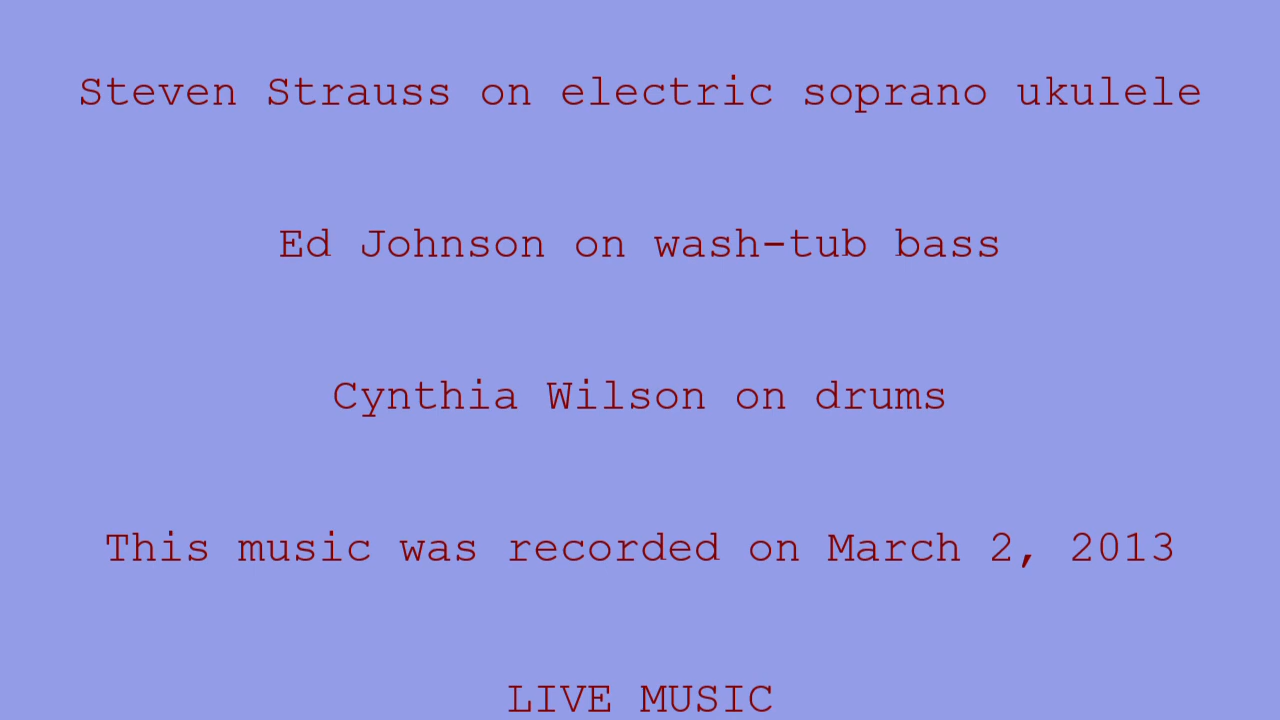 Steven Strauss on electric soprano ukulele
Ed Johnson on wash-tub bass
Cynthia Wilson on drums
This music was recorded on March 2, 2013
LIVE MUSIC